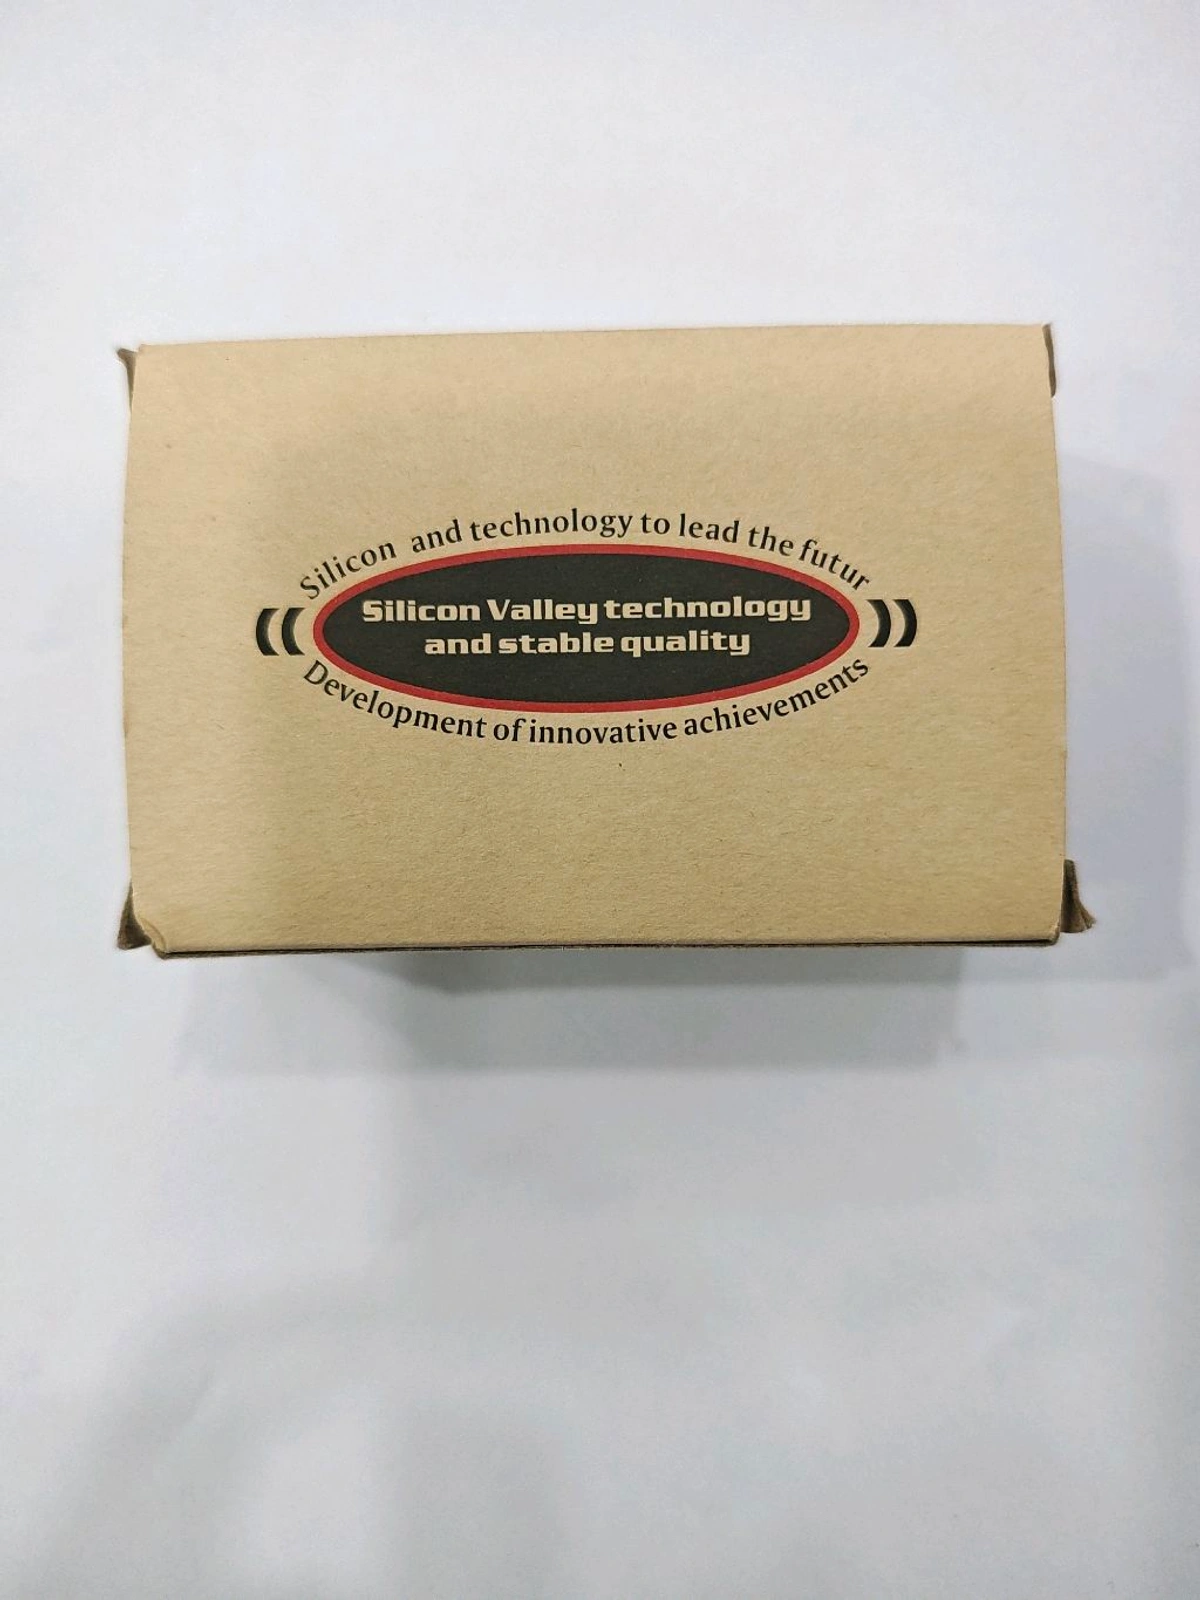 Silicon and technology to lead the futur
Silicon Valley technology
and stable quality
Development of innovative achievements